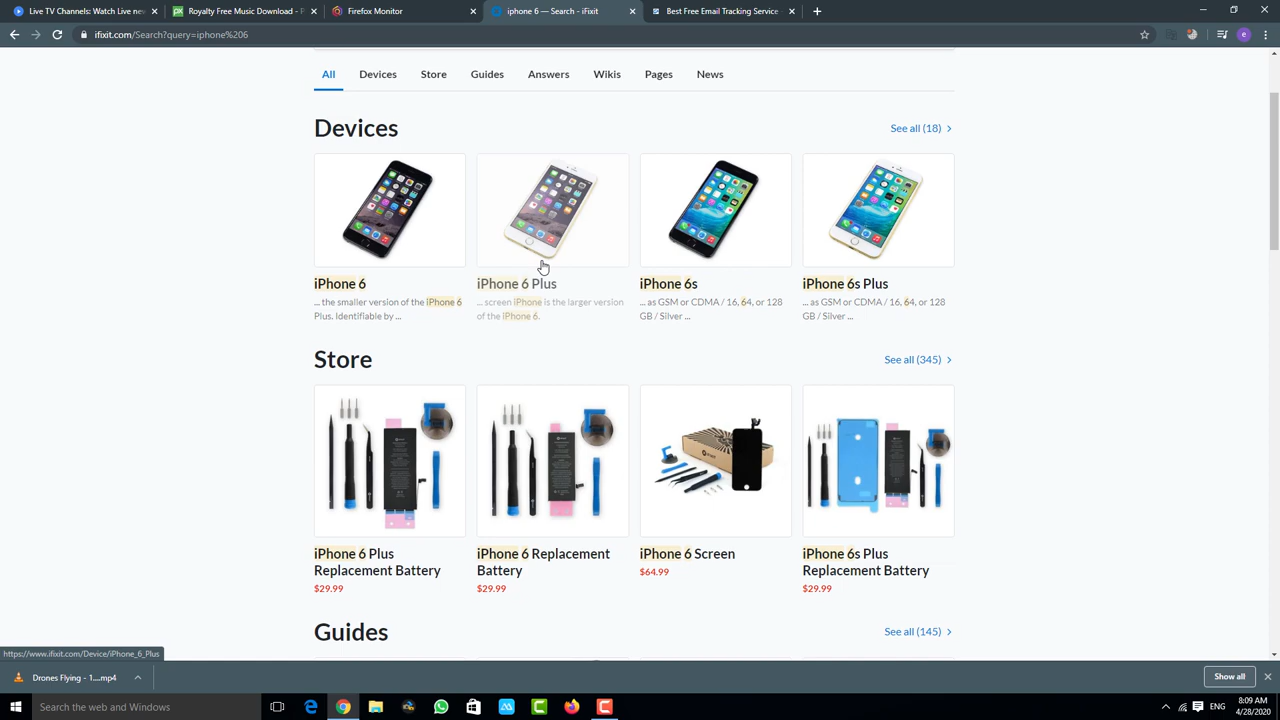 Live TV Channels, Watch Live new
Royalty Free Music Download - P
Firefox Monitor
iphone 6 — Search - iFixit
Best Free Email Tracking Service
ifixit.com/Search?query=iphone%206
e
All
Devices
Store
Guides
Answers
Wikis
Pages
News
Devices
See all (18)
iPhone 6
iPhone 6 Plus
iPhone 6s
iPhone 6s Plus
... the smaller version of the iPhone 6
Plus. Identifiable by ...
... screen iPhone is the larger version
of the iPhone 6.
... as GSM or CDMA / 16, 64, or 128
GB / Silver ...
... as GSM or CDMA / 16, 64, or 128
GB / Silver ...
Store
See all (345)
iPhone 6 Plus
Replacement Battery
$29.99
iPhone 6 Replacement
Battery
$29.99
iPhone 6 Screen
$64.99
iPhone 6s Plus
Replacement Battery
$29.99
Guides
See all (145)
https://www.ifixit.com/Device/iPhone_6_Plus
Drones Flying - 1....mp4
Show all
Search the web and Windows
ENG
8:09 AM
4/28/2020